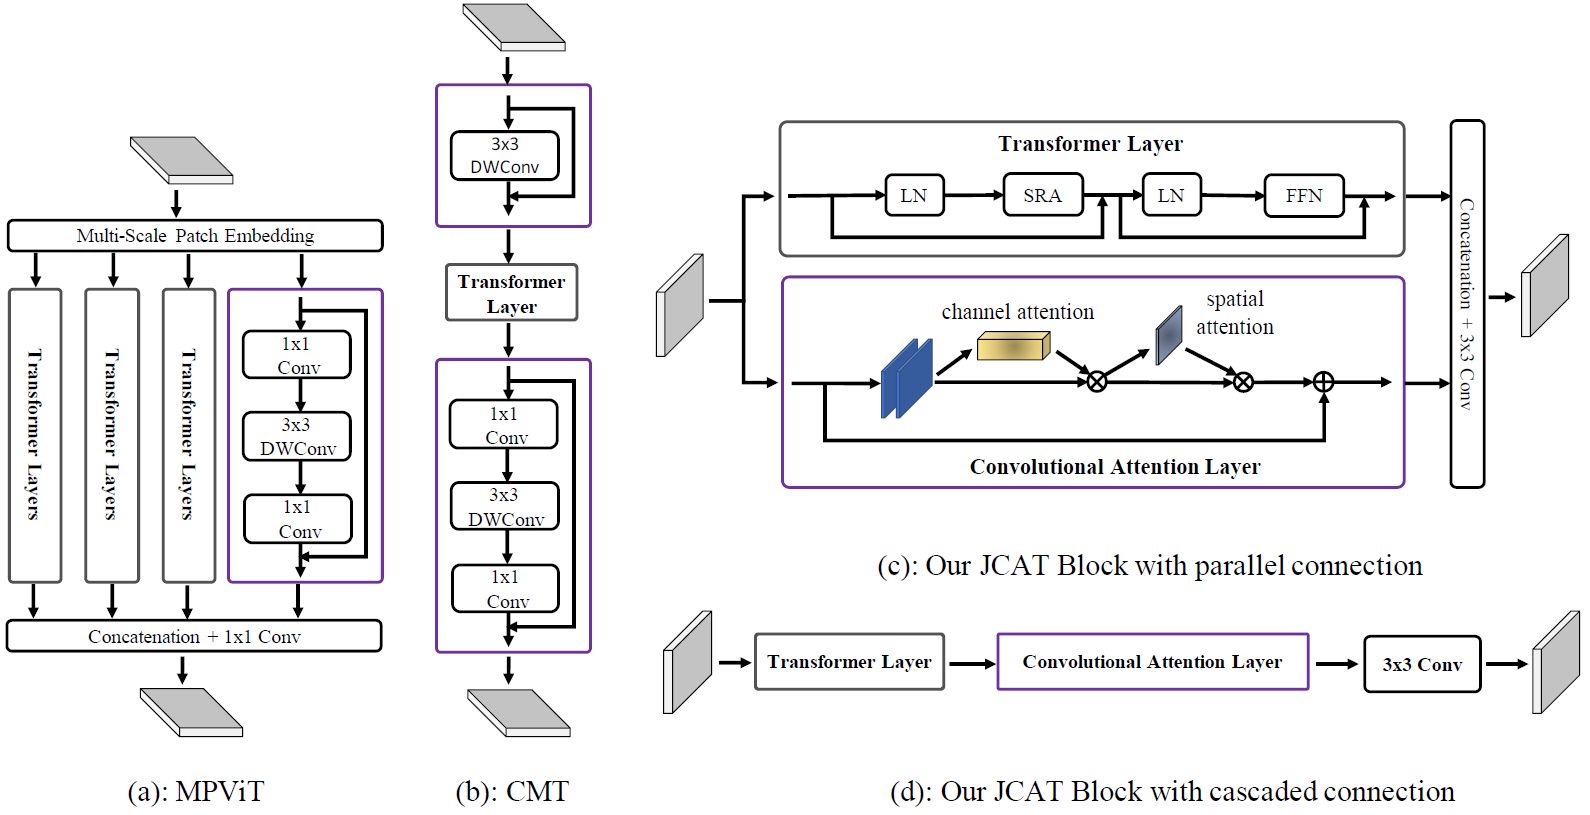 Multi-Scale Patch Embedding
Transformer Layers
Transformer Layers
Transformer Layers
1x1
Conv
3x3
DWConv
1x1
Conv
Concatenation + 1x1 Conv
(a): MPViT
3x3
DWConv
Transformer
Layer
1x1
Conv
3x3
DWConv
1x1
Conv
(b): CMT
Transformer Layer
LN
SRA
LN
FFN
channel attention
spatial
attention
Convolutional Attention Layer
Concatenation + 3x3 Conv
(c): Our JCAT Block with parallel connection
Transformer Layer
Convolutional Attention Layer
3x3 Conv
(d): Our JCAT Block with cascaded connection